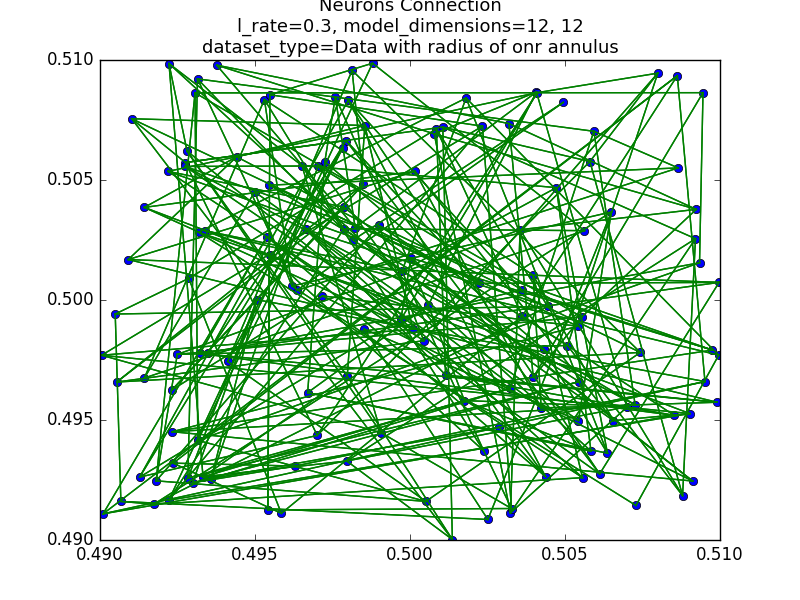 Neurons Connection
l_rate=0.3, model_dimensions=12, 12
dataset_type=Data with radius of onr annulus
0.510
0.505
0.500
0.495
0.490
0.490 0.495 0.500 0.505 0.510